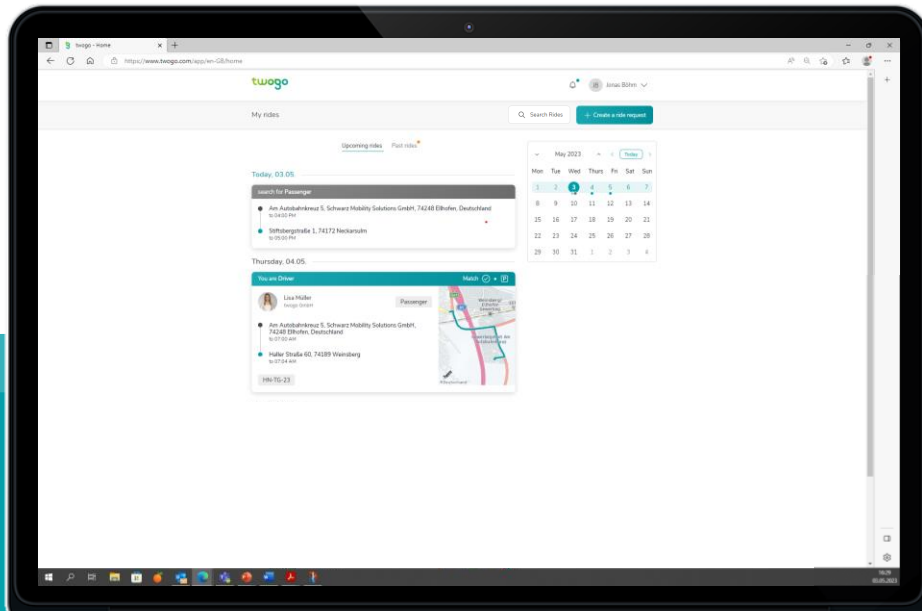 twogo - Home
https://www.twogo.com/app/en-GB/home
twogo
Jonas Böhm
My rides
Search Rides
+ Create a ride request
Upcoming rides Past rides
May 2023 Today
Mon Tue Wed Thurs Fri Sat Sun
1 2 3 4 5 6 7
8 9 10 11 12 13 14
15 16 17 18 19 20 21
22 23 24 25 26 27 28
29 30 31 1 2 3 4
Today, 03.05
search for Passenger
Am Autobahnkreuz 5, Schwarz Mobility Solutions GmbH, 74248 Ellhofen, Deutschland
to 04:30 PM
Stiftsbergstraße 1, 74172 Neckarsulm
to 05:00 PM
Thursday, 04.05
You are Driver
Match
P
Lisa Müller
twogo GmbH
Passenger
Am Autobahnkreuz 5, Schwarz Mobility Solutions GmbH,
74248 Ellhofen, Deutschland
to 07:00 AM
Haller Straße 60, 74189 Weinsberg
to 07:04 AM
HN-TG-23
16:29
03.05.2023